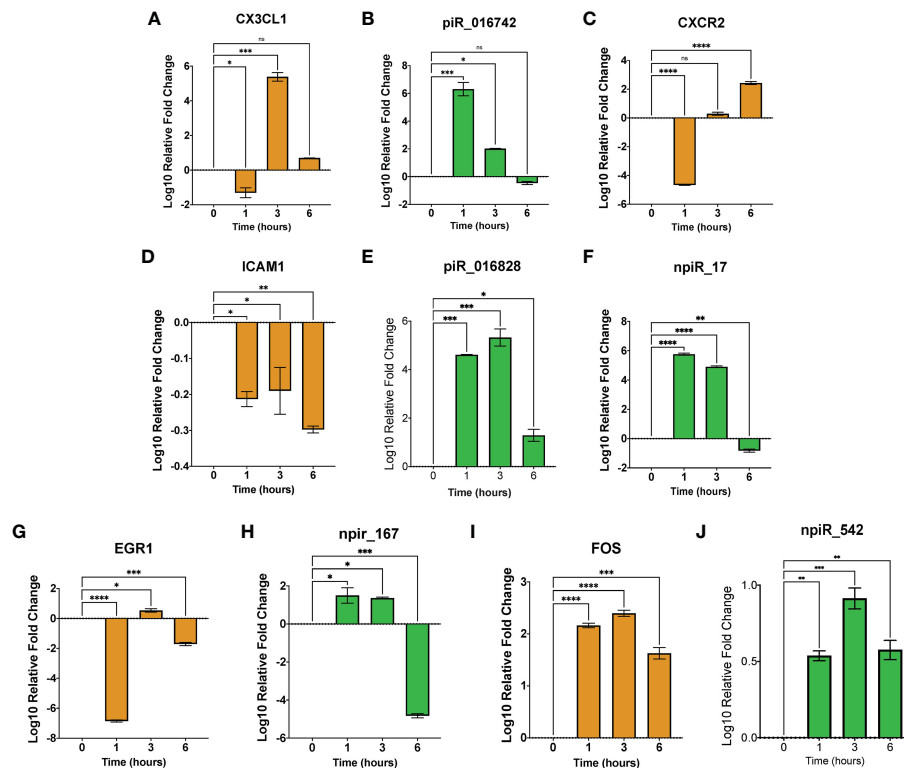 A
CX3CL1
Log10 Relative Fold Change
6
4
2
0
-2
ns
***
*
0 1 3 6
Time (hours)
B
piR_016742
Log10 Relative Fold Change
8
6
4
2
0
-2
ns
*
***
0 1 3 6
Time (hours)
C
CXCR2
Log10 Relative Fold Change
4
2
0
-2
-4
-6
****
ns
****
0 1 3 6
Time (hours)
D
ICAM1
Log10 Relative Fold Change
0.0
-0.1
-0.2
-0.3
-0.4
**
*
*
0 1 3 6
Time (hours)
E
piR_016828
Log10 Relative Fold Change
6
4
2
0
*
***
***
0 1 3 6
Time (hours)
F
npiR_17
Log10 Relative Fold Change
8
6
4
2
0
-2
**
****
****
0 1 3 6
Time (hours)
G
EGR1
Log10 Relative Fold Change
2
0
-2
-4
-6
-8
***
*
****
0 1 3 6
Time (hours)
H
npir_167
Log10 Relative Fold Change
2
0
-2
-4
-6
***
*
*
0 1 3 6
Time (hours)
I
FOS
Log10 Relative Fold Change
3
2
1
0
***
****
****
0 1 3 6
Time (hours)
J
npiR_542
Log10 Relative Fold Change
1.0
0.5
0.0
**
***
**
0 1 3 6
Time (hours)